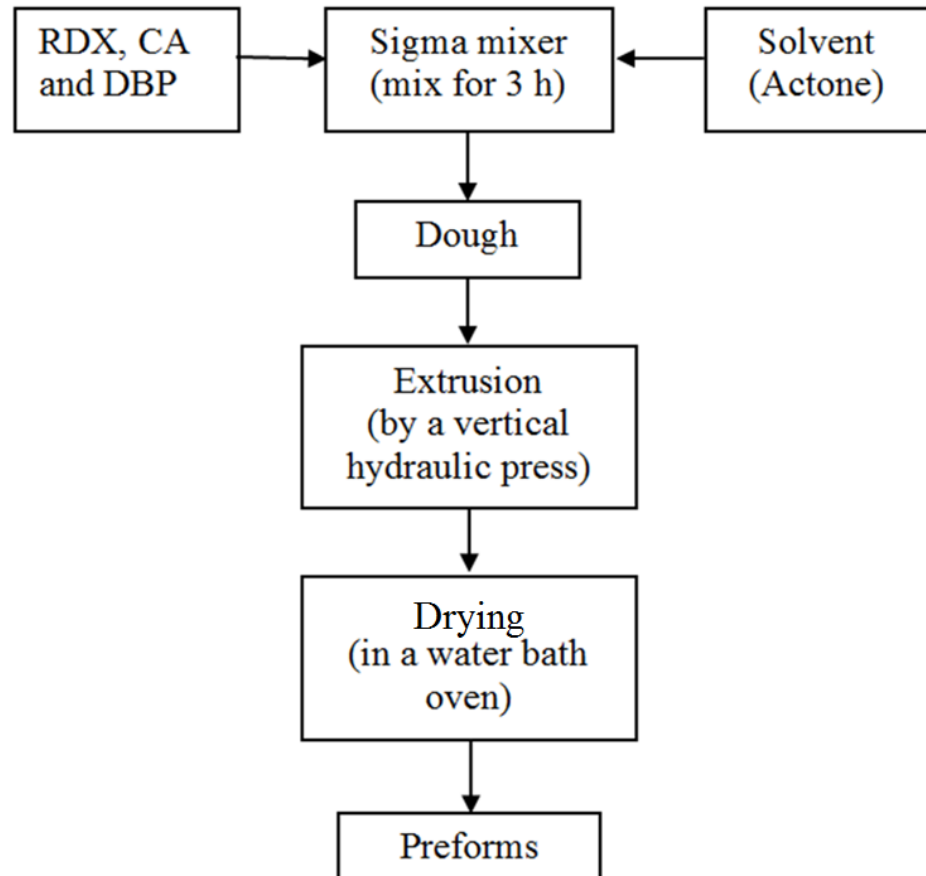 RDX, CA
and DBP
Sigma mixer
(mix for 3 h)
Solvent
(Actone)
Dough
Extrusion
(by a vertical
hydraulic press)
Drying
(in a water bath
oven)
Preforms